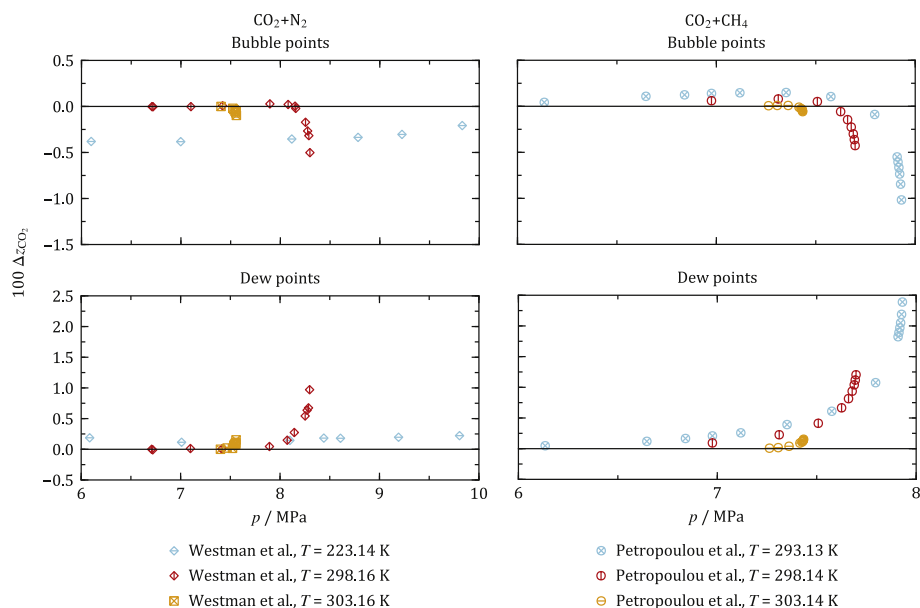 CO₂+N₂
Bubble points
CO₂+CH₄
Bubble points
0.5
0.0
−0.5
−1.0
−1.5
100 Δz_CO₂
Dew points
Dew points
2.5
2.0
1.5
1.0
0.5
0.0
−0.5
6 7 8 9 10
6 7 8
p / MPa
p / MPa
Westman et al., T = 223.14 K
Westman et al., T = 298.16 K
Westman et al., T = 303.16 K
Petropoulou et al., T = 293.13 K
Petropoulou et al., T = 298.14 K
Petropoulou et al., T = 303.14 K